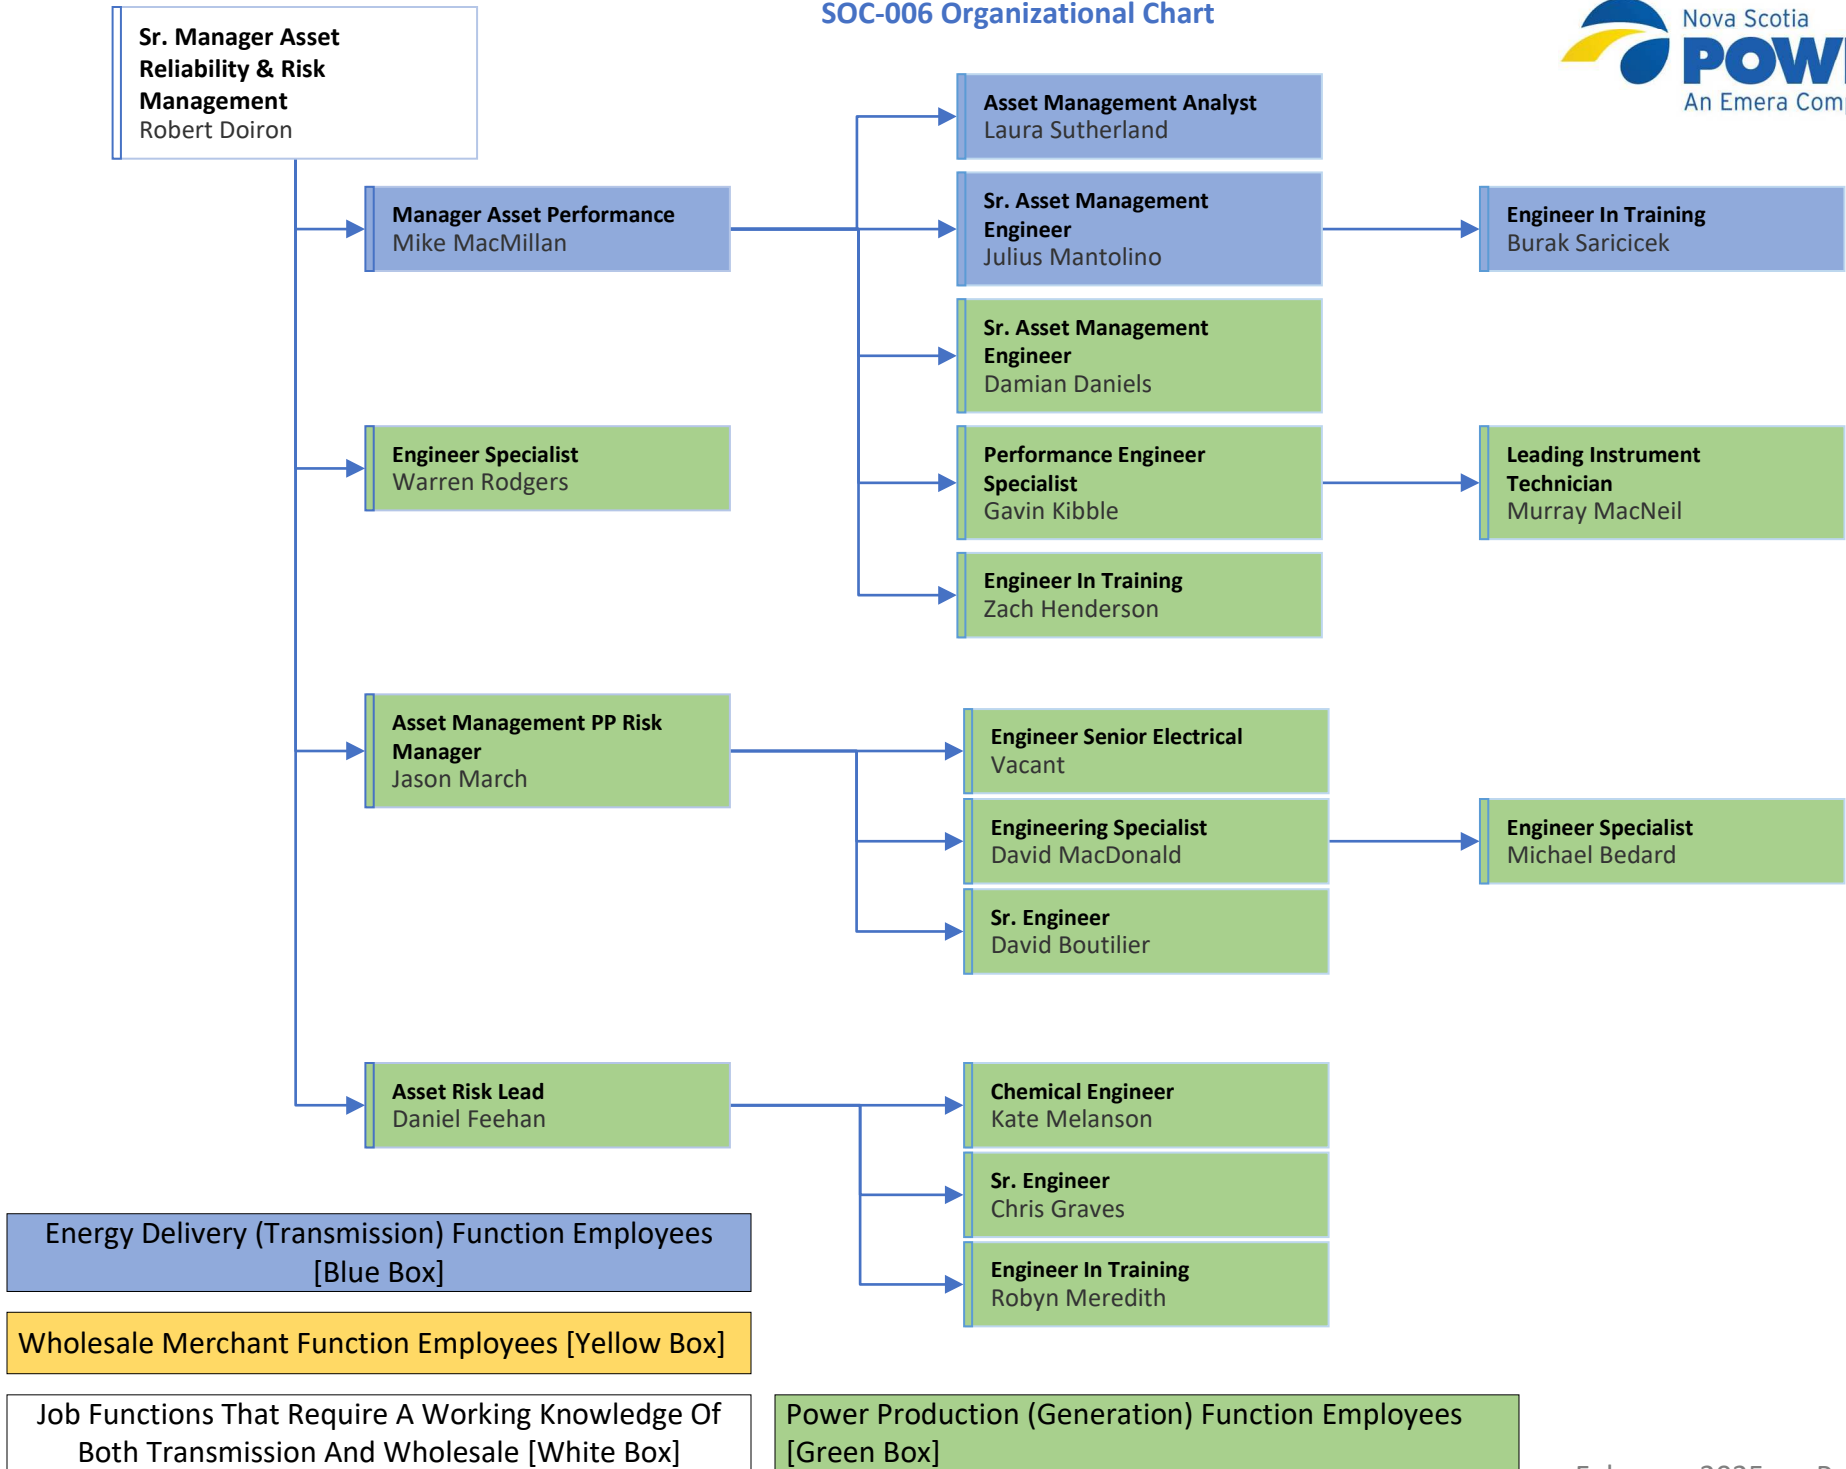 SOC-006 Organizational Chart
Nova Scotia
An Emera
Sr. Manager Asset
Reliability & Risk
Management
Robert Doiron
Manager Asset Performance
Mike MacMillan
Asset Management Analyst
Laura Sutherland
Sr. Asset Management
Engineer
Julius Mantolino
Engineer In Training
Burak Saricicek
Sr. Asset Management
Engineer
Damian Daniels
Engineer Specialist
Warren Rodgers
Performance Engineer
Specialist
Gavin Kibble
Leading Instrument
Technician
Murray MacNeil
Engineer In Training
Zach Henderson
Asset Management PP Risk
Manager
Jason March
Engineer Senior Electrical
Vacant
Engineering Specialist
David MacDonald
Engineer Specialist
Michael Bedard
Sr. Engineer
David Boutilier
Asset Risk Lead
Daniel Feehan
Chemical Engineer
Kate Melanson
Sr. Engineer
Chris Graves
Engineer In Training
Robyn Meredith
Energy Delivery (Transmission) Function Employees
[Blue Box]
Wholesale Merchant Function Employees [Yellow Box]
Job Functions That Require A Working Knowledge Of
Both Transmission And Wholesale [White Box]
Power Production (Generation) Function Employees
[Green Box]